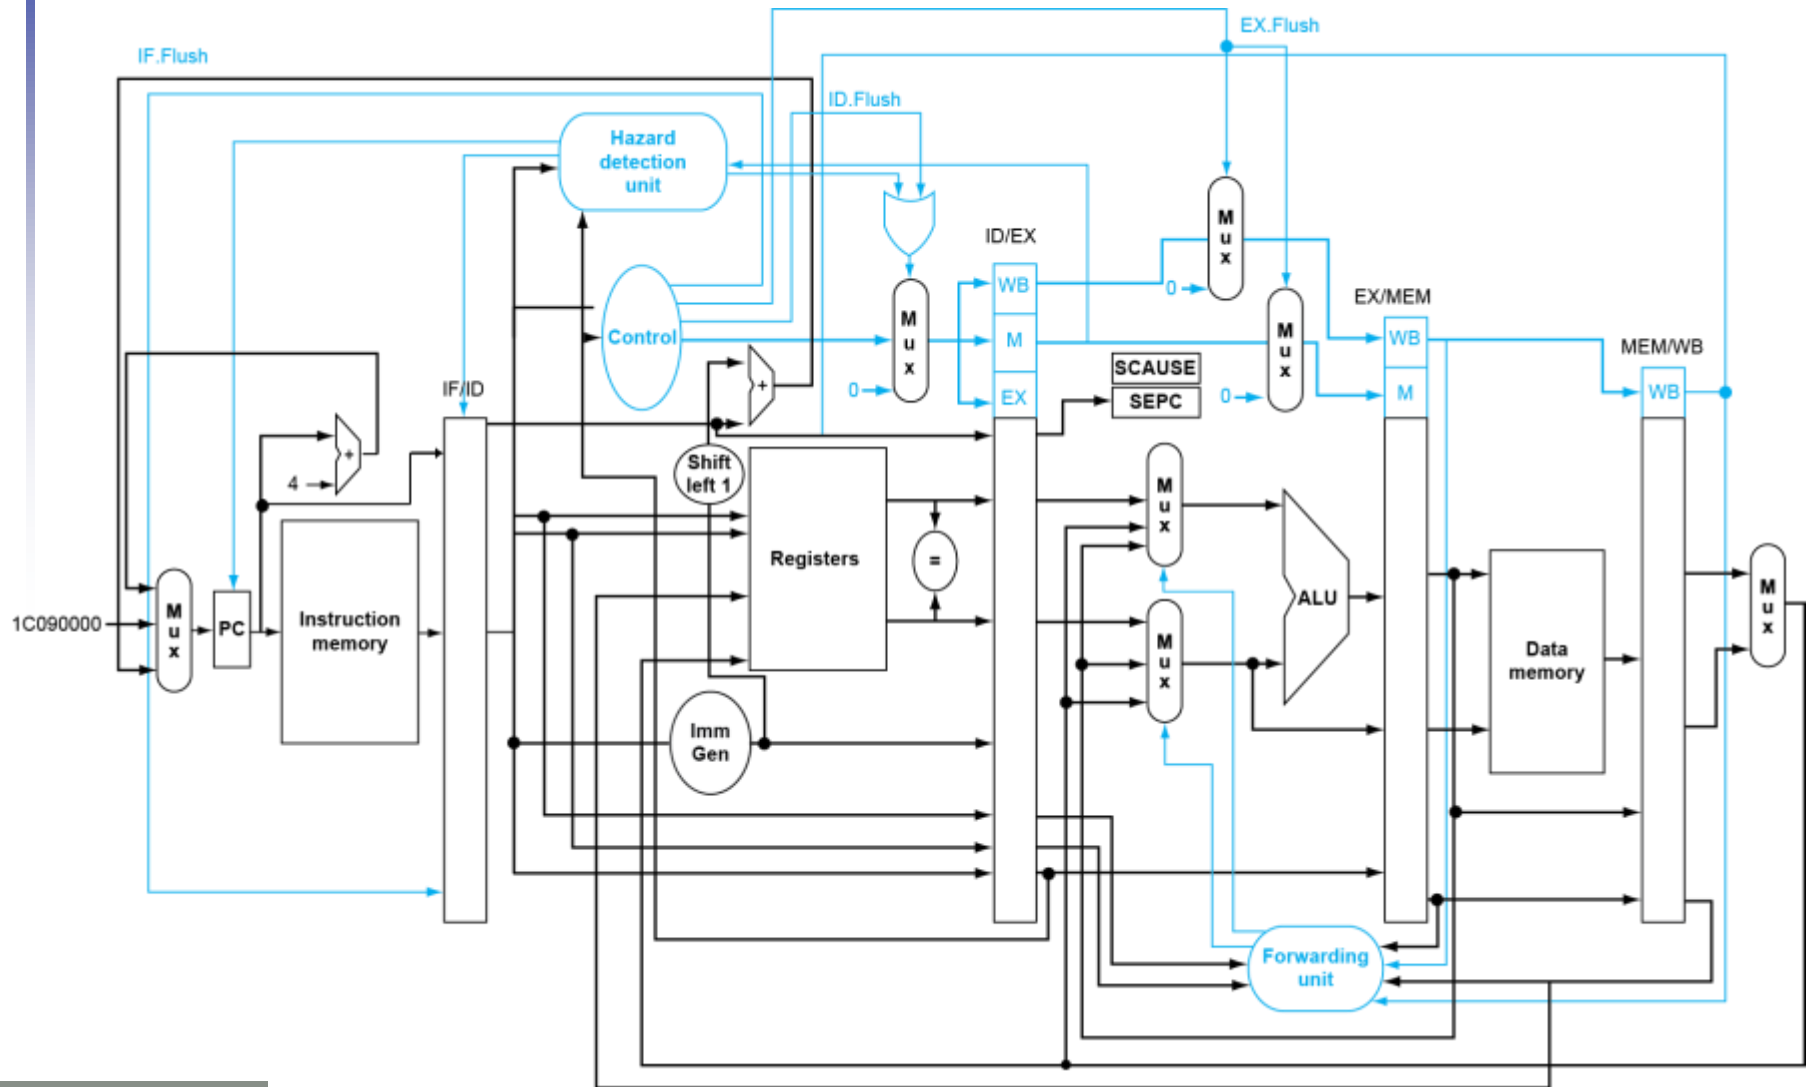 EX.Flush
IF.Flush
ID.Flush
Hazard
detection
unit
ID/EX
M
u
x
WB
0
EX/MEM
M
u
x
M
u
x
Control
M
WB
MEM/WB
SCAUSE
IF/ID
+
0
EX
SEPC
0
M
WB
Shift
left 1
+
4
M
u
x
Registers
=
M
u
x
1C090000
M
u
x
PC
Instruction
memory
ALU
M
u
x
Data
memory
Imm
Gen
Forwarding
unit